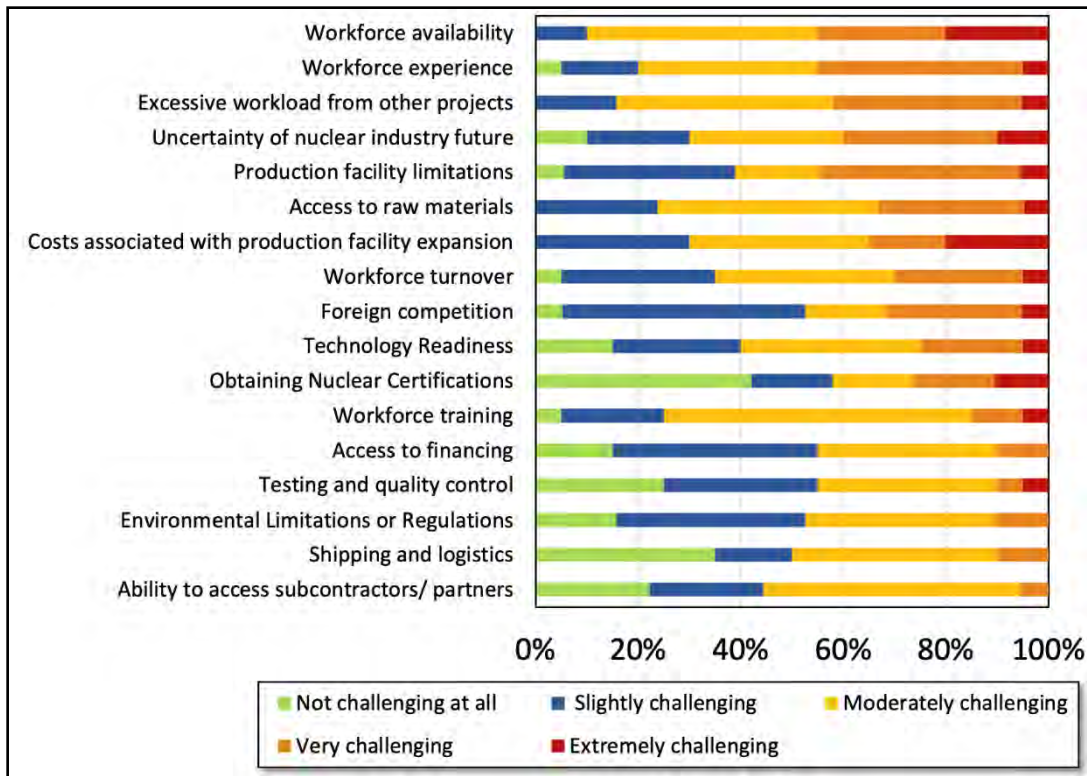 Workforce availability
Workforce experience
Excessive workload from other projects
Uncertainty of nuclear industry future
Production facility limitations
Access to raw materials
Costs associated with production facility expansion
Workforce turnover
Foreign competition
Technology Readiness
Obtaining Nuclear Certifications
Workforce training
Access to financing
Testing and quality control
Environmental Limitations or Regulations
Shipping and logistics
Ability to access subcontractors/ partners
0% 20% 40% 60% 80% 100%
Not challenging at all Slightly challenging Moderately challenging
Very challenging Extremely challenging